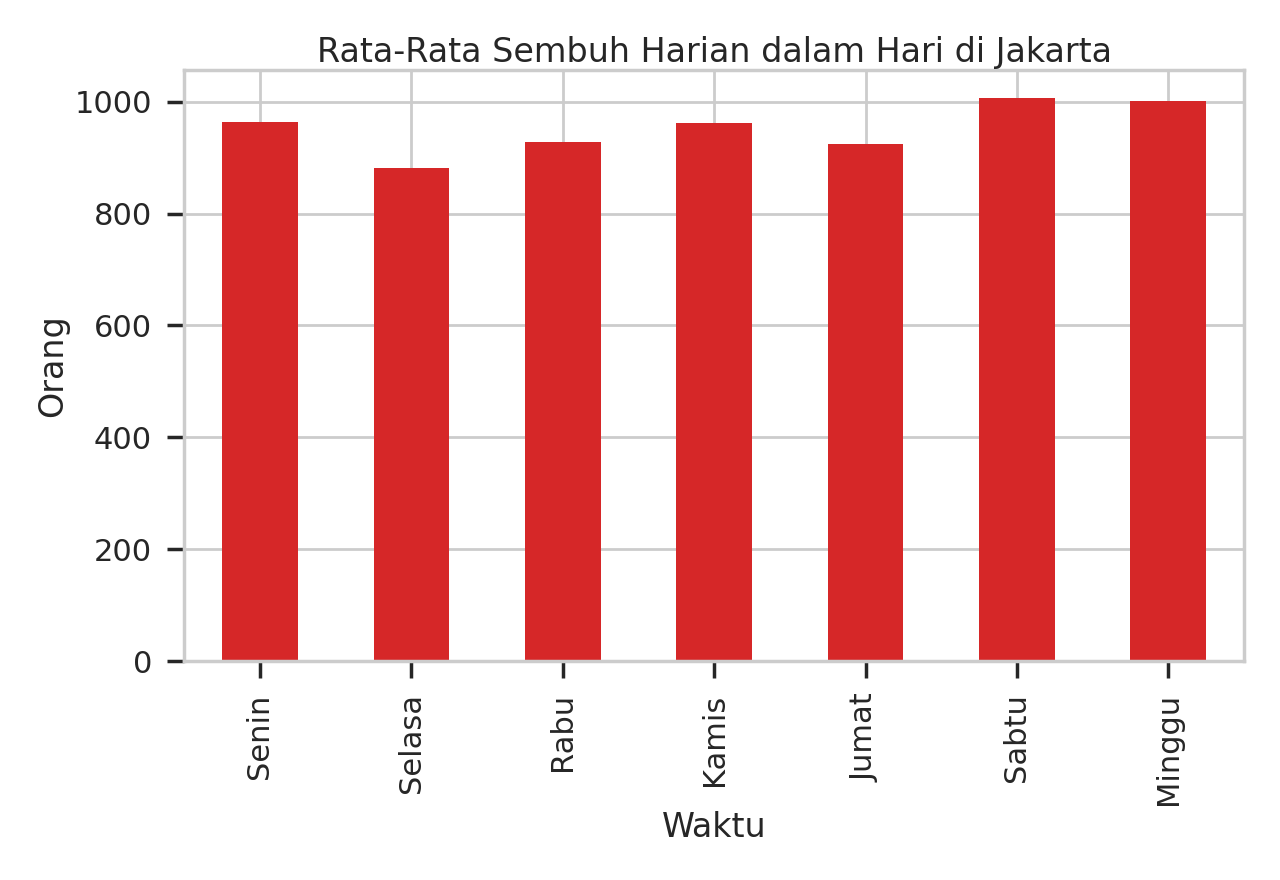 Rata-Rata Sembuh Harian dalam Hari di Jakarta
1000
800
600
400
200
0
Orang
Senin
Selasa
Rabu
Kamis
Jumat
Sabtu
Minggu
Waktu